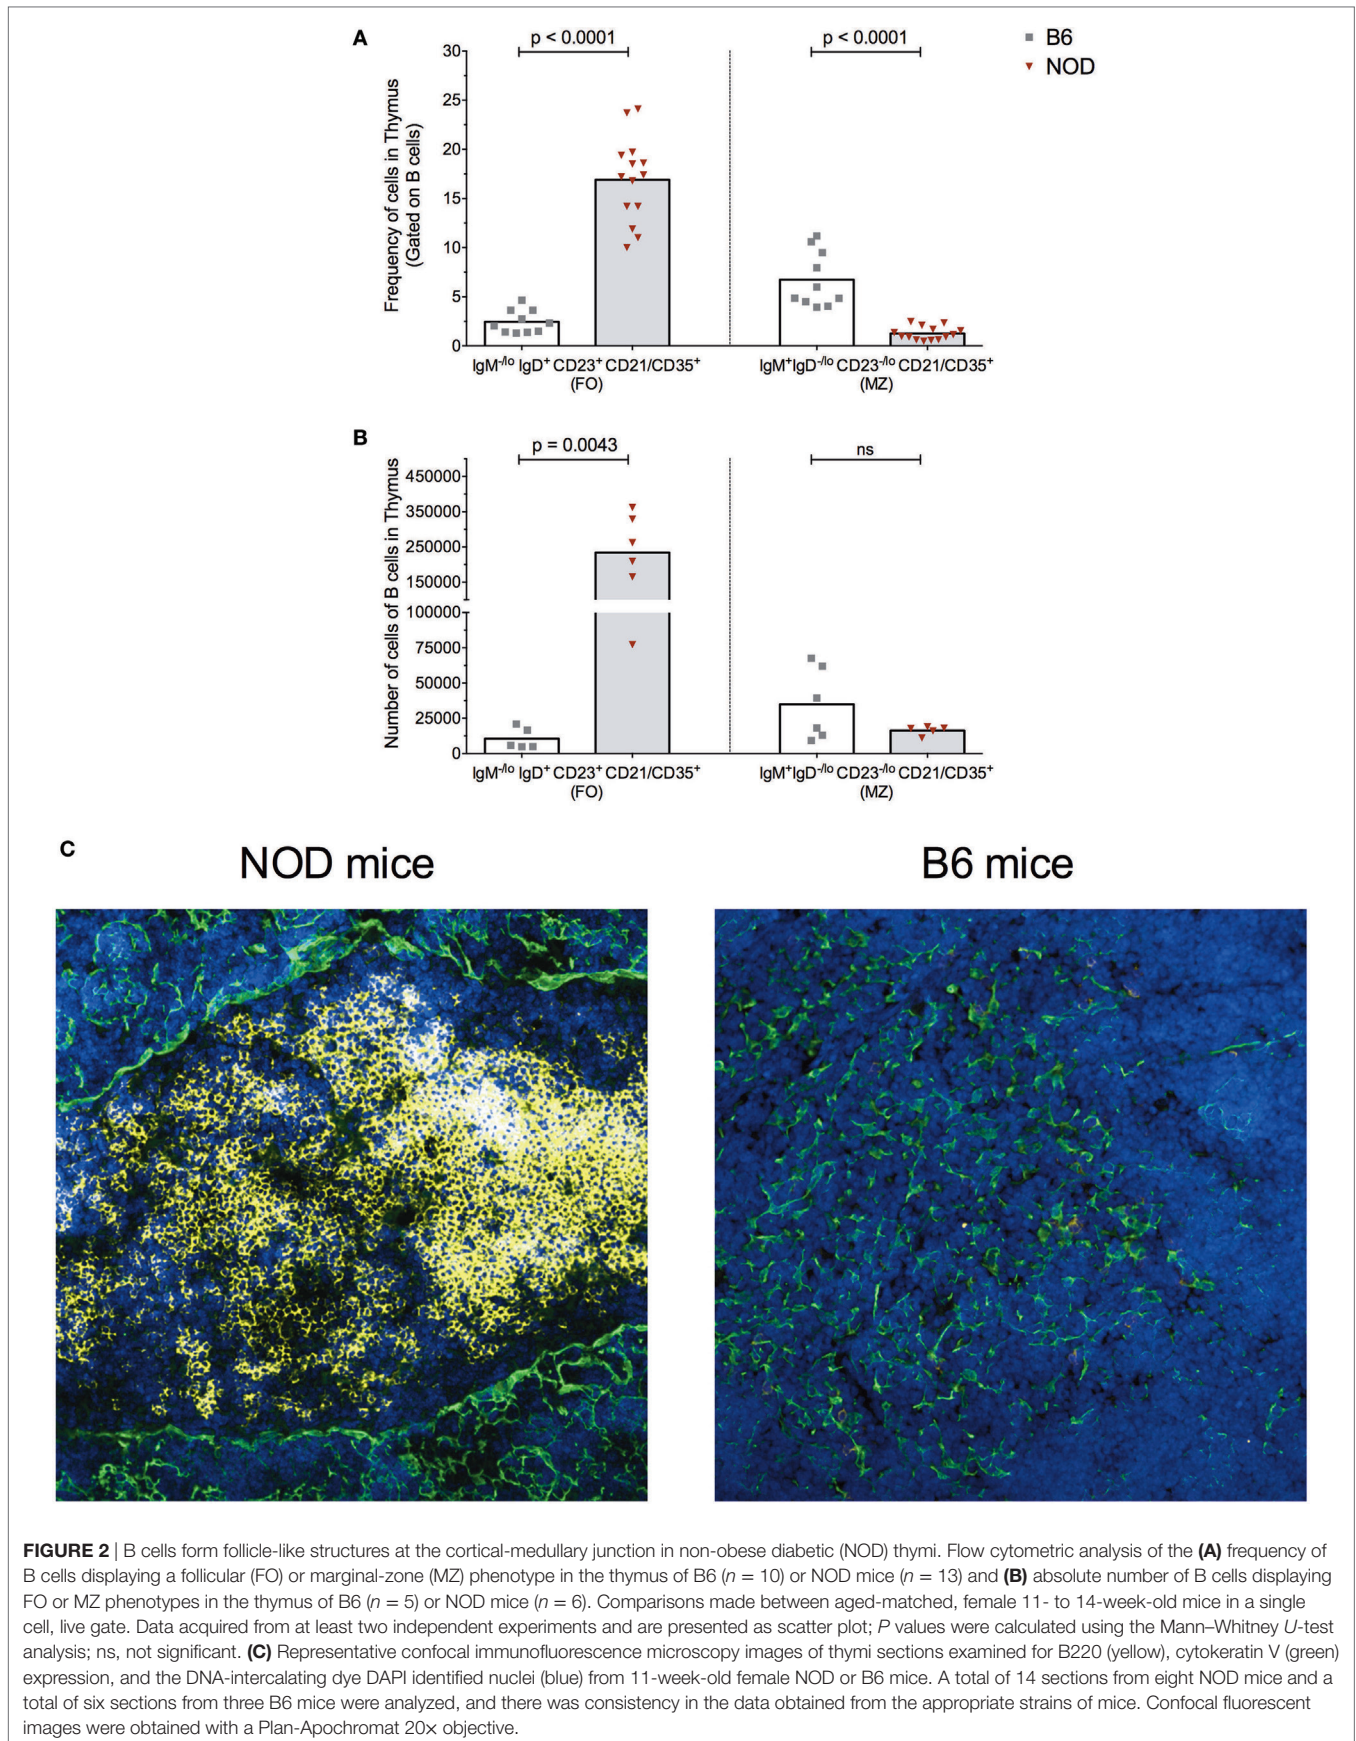 A
p < 0.0001
p < 0.0001
B6
NOD
Frequency of cells in Thymus
(Gated on B cells)
30
25
20
15
10
5
0
IgM-/lo IgD+ CD23+ CD21/CD35+
(FO)
IgM+IgD-/lo CD23-/lo CD21/CD35+
(MZ)
B
p = 0.0043
ns
Number of cells of B cells in Thymus
450000
350000
250000
150000
100000
75000
50000
25000
0
IgM-/lo IgD+ CD23+ CD21/CD35+
(FO)
IgM+IgD-/lo CD23-/lo CD21/CD35+
(MZ)
C
NOD mice
B6 mice
FIGURE 2 | B cells form follicle-like structures at the cortical-medullary junction in non-obese diabetic (NOD) thymi. Flow cytometric analysis of the (A) frequency of
B cells displaying a follicular (FO) or marginal-zone (MZ) phenotype in the thymus of B6 (n = 10) or NOD mice (n = 13) and (B) absolute number of B cells displaying
FO or MZ phenotypes in the thymus of B6 (n = 5) or NOD mice (n = 6). Comparisons made between aged-matched, female 11- to 14-week-old mice in a single
cell, live gate. Data acquired from at least two independent experiments and are presented as scatter plot; P values were calculated using the Mann–Whitney U-test
analysis; ns, not significant. (C) Representative confocal immunofluorescence microscopy images of thymi sections examined for B220 (yellow), cytokeratin V (green)
expression, and the DNA-intercalating dye DAPI identified nuclei (blue) from 11-week-old female NOD or B6 mice. A total of 14 sections from eight NOD mice and a
total of six sections from three B6 mice were analyzed, and there was consistency in the data obtained from the appropriate strains of mice. Confocal fluorescent
images were obtained with a Plan-Apochromat 20× objective.